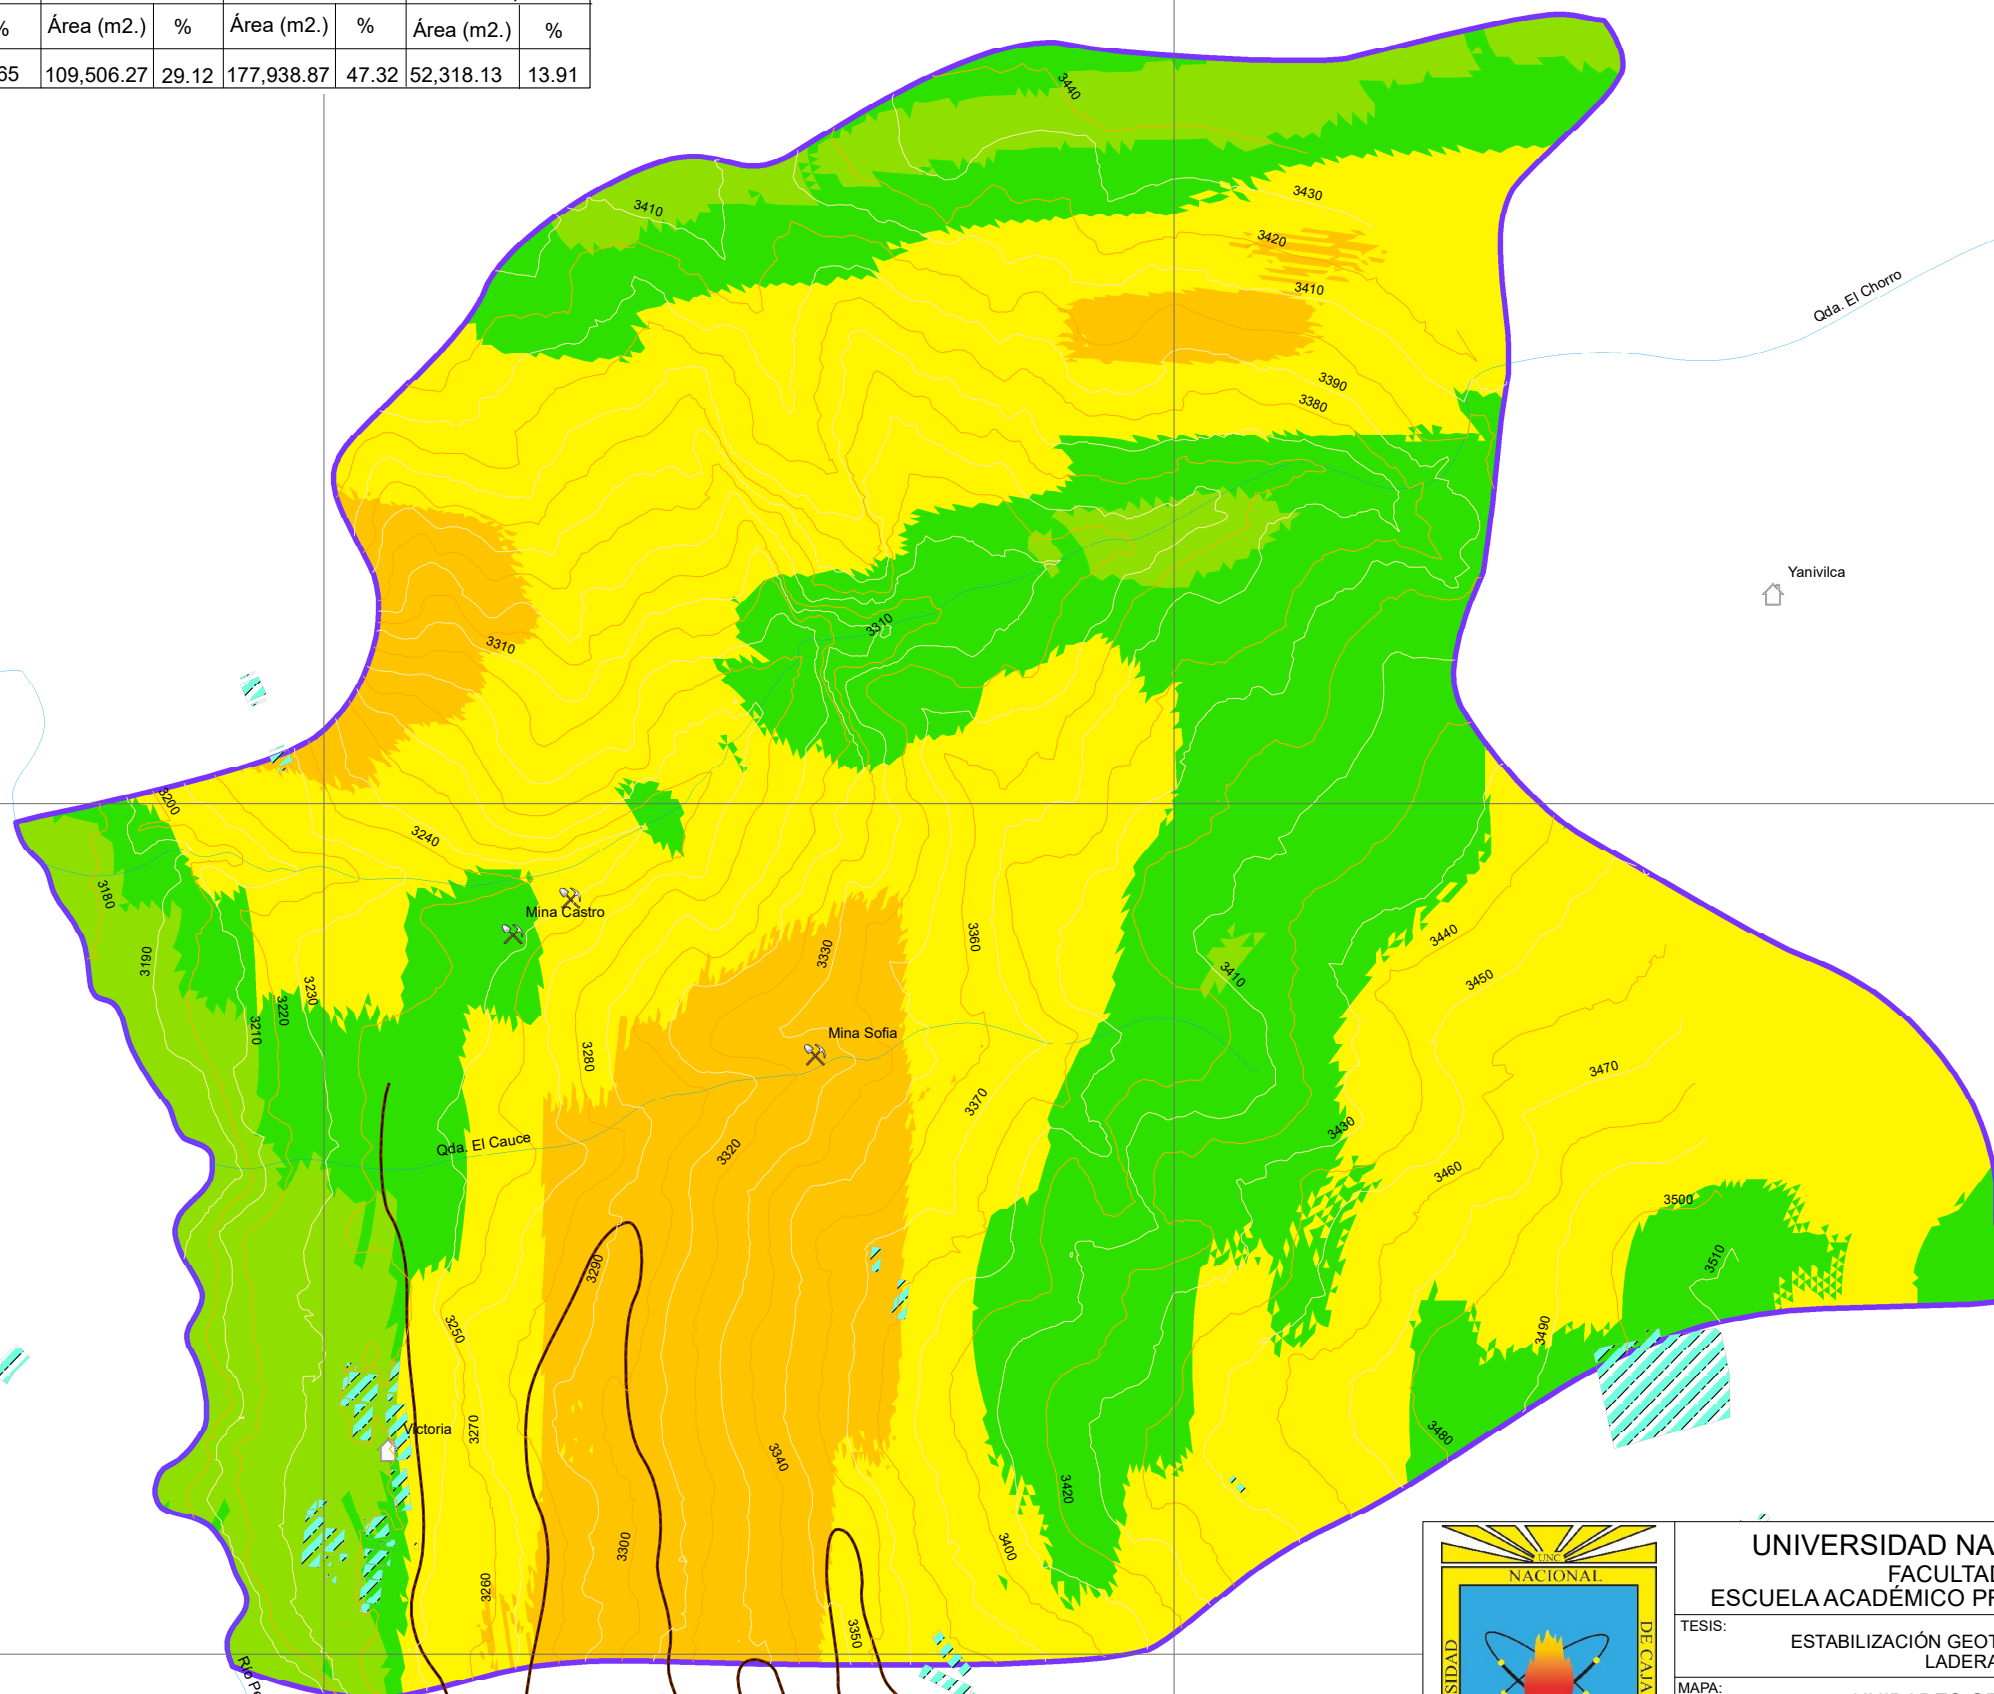 % Área (m2.) % Área (m2.) % Área (m2.) %
65 109,506.27 29.12 177,938.87 47.32 52,318.13 13.91
3440
3410
3430
3420
3410
Qda. El Chorro
3390
3380
Yanivilca
3310
3310
3200
3240
3180
Mina Castro
3190
3230
3220
3210
3330
3360
3440
3410
3450
Mina Sofia
3280
3470
3370
3430
Qda. El Cauce
3320
3460
3500
3510
3290
3250
3490
3270
Victoria
3340
3480
3420
3300
3400
3260
3350
UNIVERSIDAD NA
FACULTAD
ESCUELA ACADÉMICO PR
UNC
NACIONAL
SIDAD
DE CAJA
TESIS:
ESTABILIZACIÓN GEOT
LADERA
MAPA: